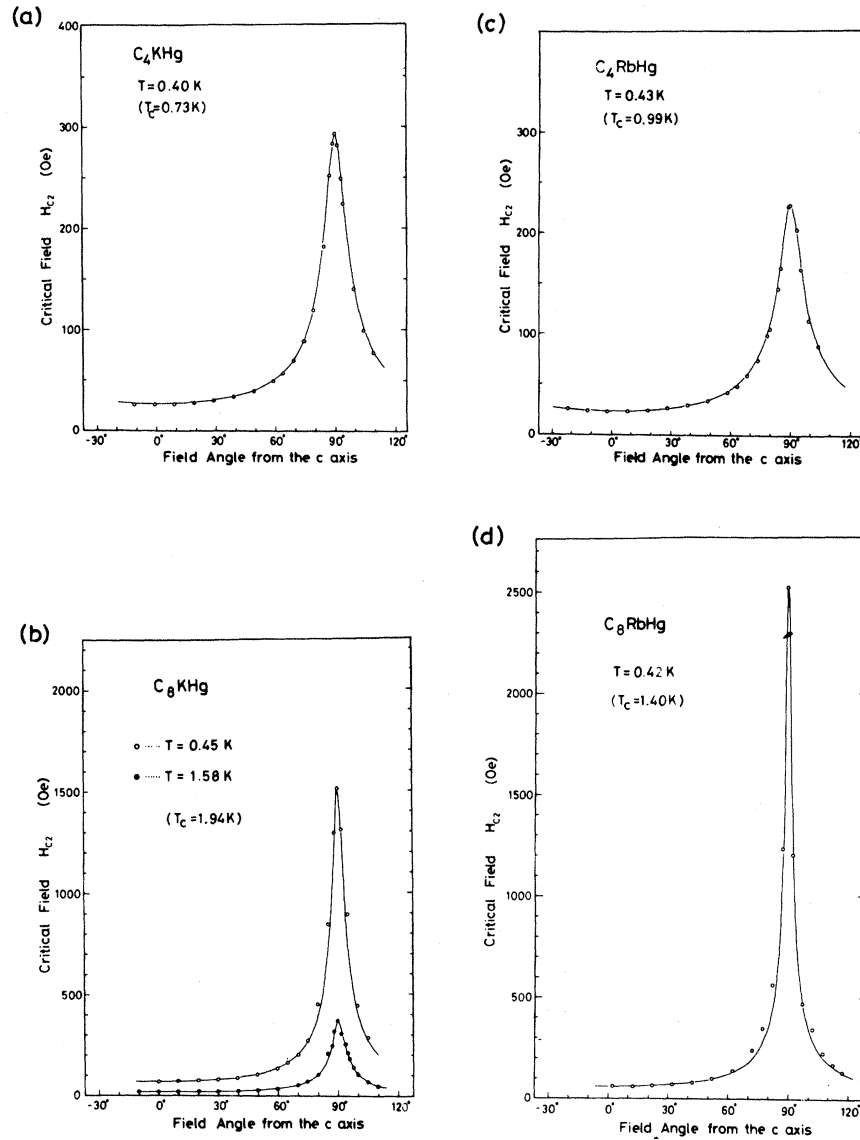 (a)
C4KHg
T = 0.40 K
(Tc=0.73K)
400
300
200
100
0
Critical Field Hc2 (Oe)
-30° 0° 30° 60° 90° 120°
Field Angle from the c axis
(c)
C4RbHg
T = 0.43K
(Tc=0.99K)
300
200
100
0
Critical Field Hc2 (Oe)
-30° 0° 30° 60° 90° 120°
Field Angle from the c axis
(b)
C8KHg
T = 0.45 K
T = 1.58 K
(Tc=1.94K)
2000
1500
1000
500
0
Critical Field Hc2 (Oe)
-30° 0° 30° 60° 90° 120°
Field Angle from the c axis
(d)
C8RbHg
T = 0.42 K
(Tc=1.40K)
2500
2000
1500
1000
500
0
Critical Field Hc2 (Oe)
-30° 0° 30° 60° 90° 120°
Field Angle from the c axis